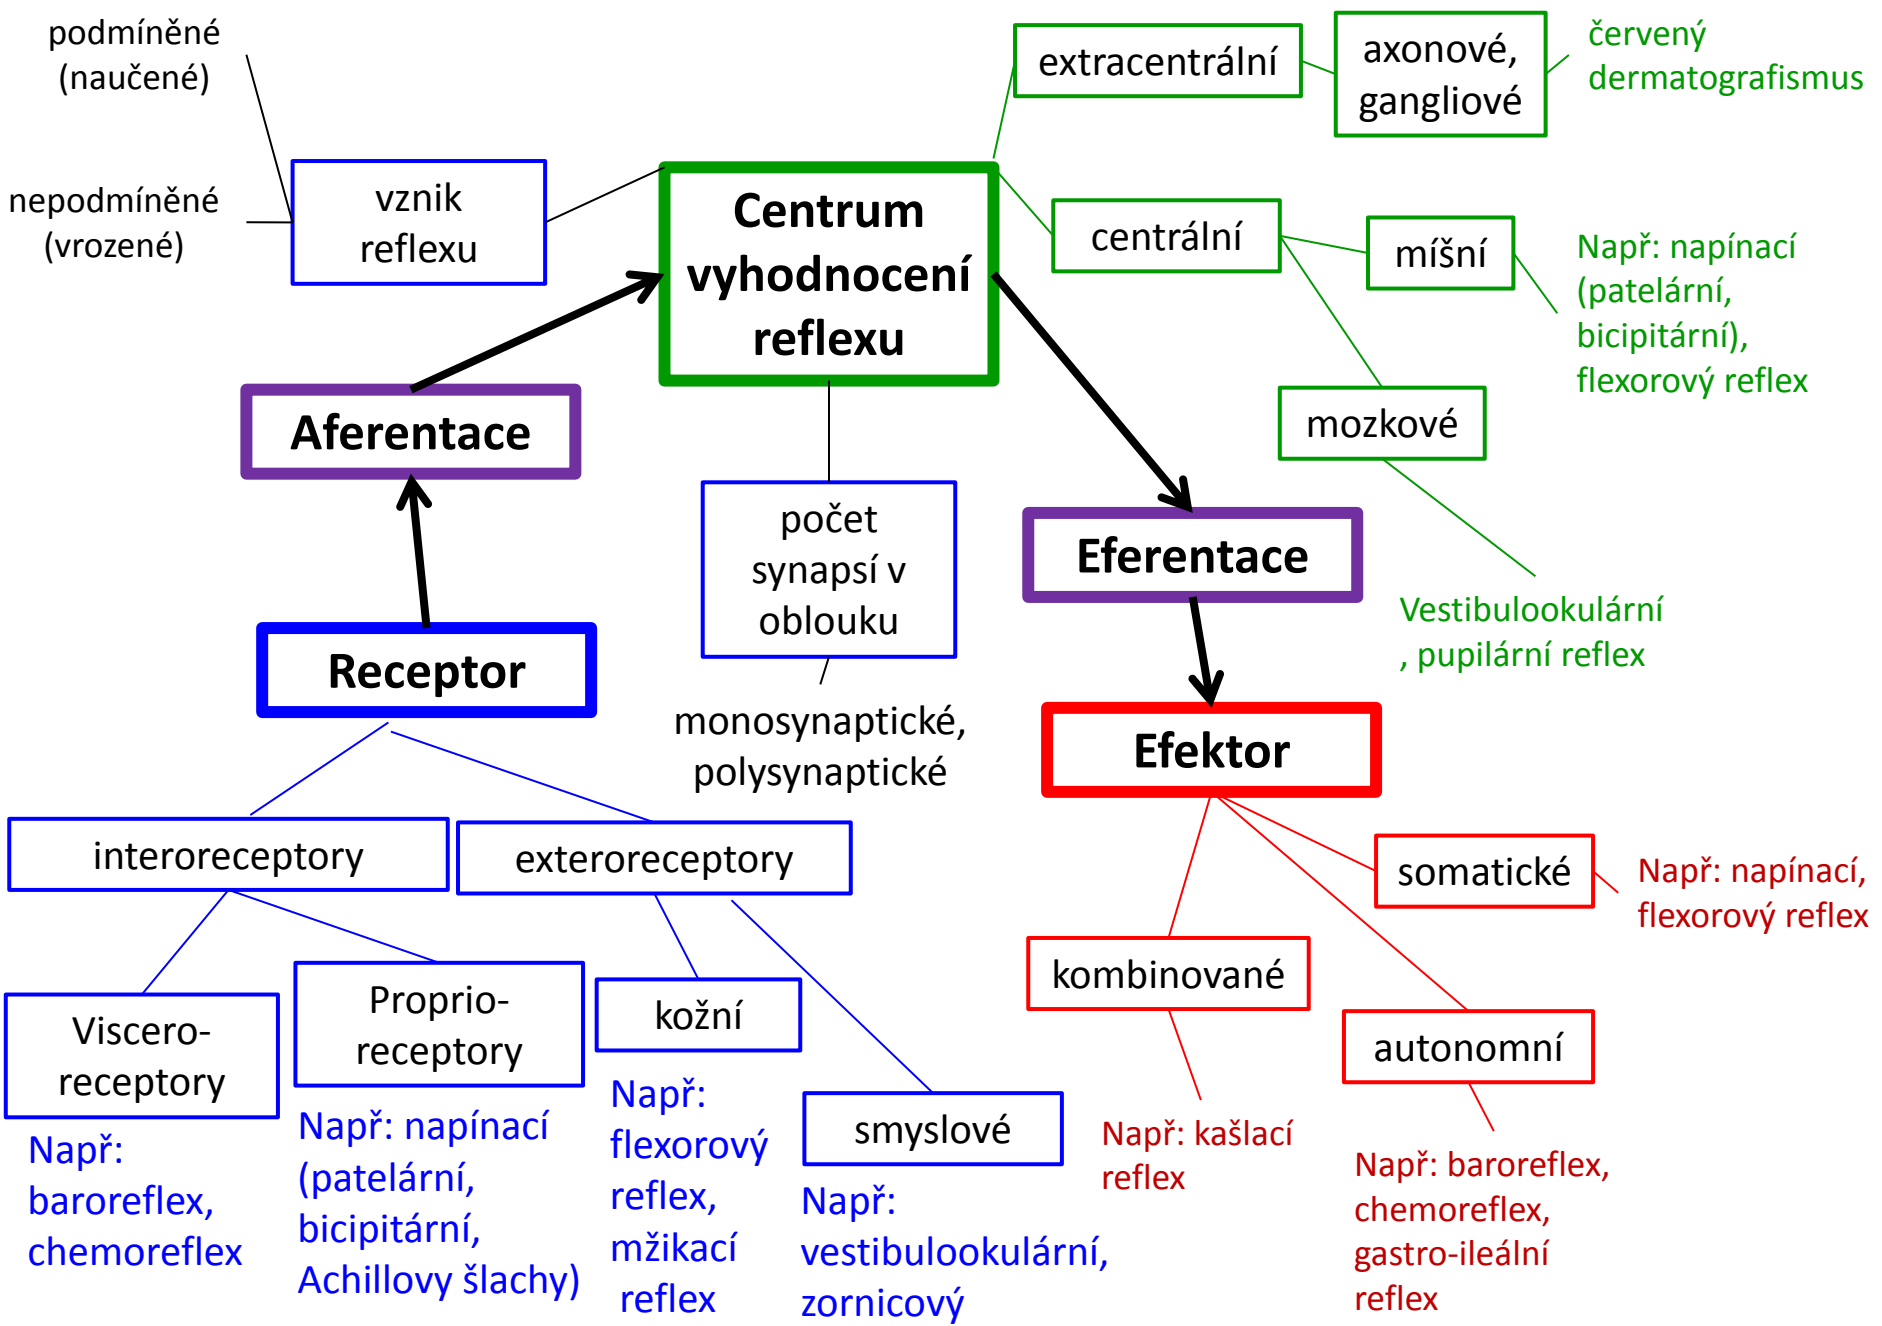 podmíněné
(naučené)
nepodmíněné
(vrozené)
vznik
reflexu
Centrum
vyhodnocení
reflexu
extracentrální
axonové,
gangliové
červený
dermatografismus
centrální
míšní
Např: napínací
(patelární,
bicipitární),
flexorový reflex
mozkové
Vestibulookulární
, pupilární reflex
Aferentace
počet
synapsí v
oblouku
monosynaptické,
polysynaptické
Eferentace
Receptor
Efektor
interoreceptory
exteroreceptory
Viscero-
receptory
Např:
baroreflex,
chemoreflex
Proprio-
receptory
Např: napínací
(patelární,
bicipitární,
Achillovy šlachy)
kožní
Např:
flexorový
reflex,
mžikací
reflex
smyslové
Např:
vestibulookulární,
zornicový
somatické
Např: napínací,
flexorový reflex
kombinované
Např: kašlací
reflex
autonomní
Např: baroreflex,
chemoreflex,
gastro-ileální
reflex